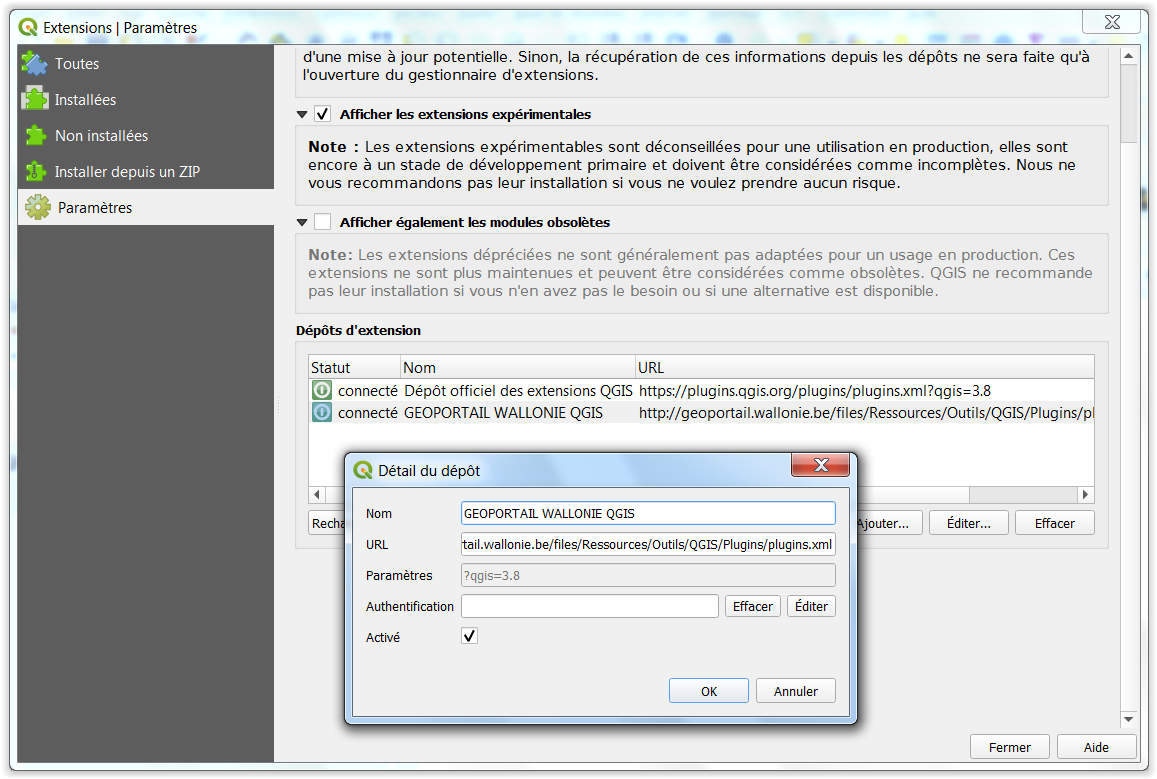 Extensions | Paramètres
Toutes
Installées
Non installées
Installer depuis un ZIP
Paramètres
d'une mise à jour potentielle. Sinon, la récupération de ces informations depuis les dépôts ne sera faite qu'à
l'ouverture du gestionnaire d'extensions.
Afficher les extensions expérimentales
Note : Les extensions expérimentables sont déconseillées pour une utilisation en production, elles sont
encore à un stade de développement primaire et doivent être considérées comme incomplètes. Nous ne
vous recommandons pas leur installation si vous ne voulez prendre aucun risque.
Afficher également les modules obsolètes
Note: Les extensions dépréciées ne sont généralement pas adaptées pour un usage en production. Ces
extensions ne sont plus maintenues et peuvent être considérées comme obsolètes. QGIS ne recommande
pas leur installation si vous n'en avez pas le besoin ou si une alternative est disponible.
Dépôts d'extension
Statut Nom URL
connecté Dépôt officiel des extensions QGIS https://plugins.qgis.org/plugins/plugins.xml?qgis=3.8
connecté GEOPORTAIL WALLONIE QGIS http://geoportail.wallonie.be/files/Ressources/Outils/QGIS/Plugins/pl
Recha Ajouter... Éditer... Effacer
Détail du dépôt
Nom GEOPORTAIL WALLONIE QGIS
URL rtail.wallonie.be/files/Ressources/Outils/QGIS/Plugins/plugins.xml
Paramètres ?qgis=3.8
Authentification Effacer Éditer
Activé
OK Annuler
Fermer Aide